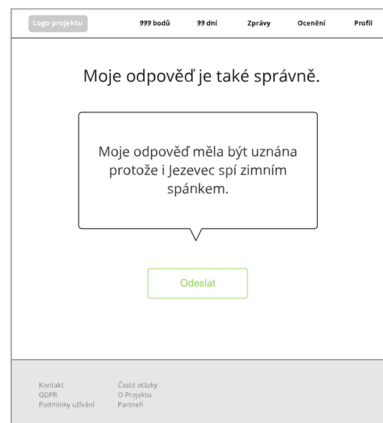 Logo projektu 999 bodů 99 dní Zprávy Ocenění Profil
Moje odpověď je také správně.
Moje odpověď měla být uznána
protože i Jezevec spí zimním
spánkem.
Odeslat
Kontakt Časté otázky
GDPR O Projektu
Podmínky užívání Partneři